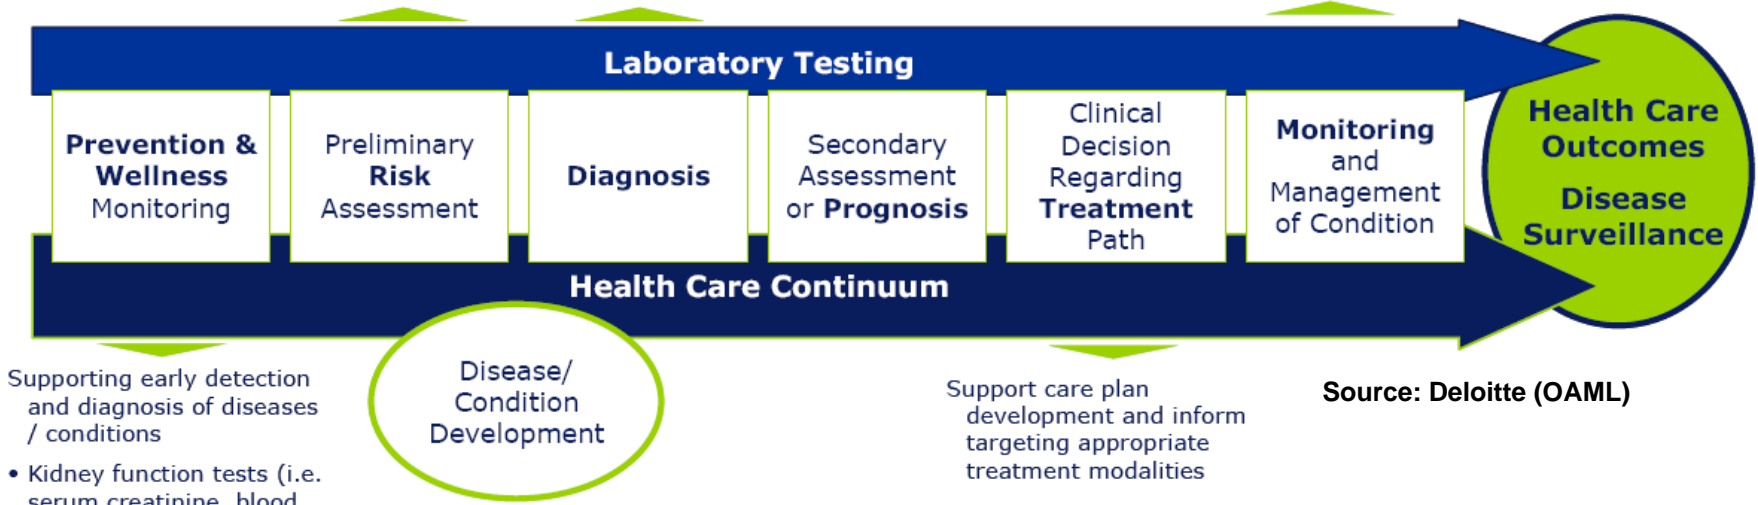 Laboratory Testing
Prevention &
Wellness
Monitoring
Preliminary
Risk
Assessment
Diagnosis
Secondary
Assessment
or Prognosis
Clinical
Decision
Regarding
Treatment
Path
Monitoring
and
Management
of Condition
Health Care
Outcomes
Disease
Surveillance
Health Care Continuum
Supporting early detection
and diagnosis of diseases
/ conditions
• Kidney function tests (i.e.
serum creatinine, blood
Disease/
Condition
Development
Support care plan
development and inform
targeting appropriate
treatment modalities
Source: Deloitte (OAML)